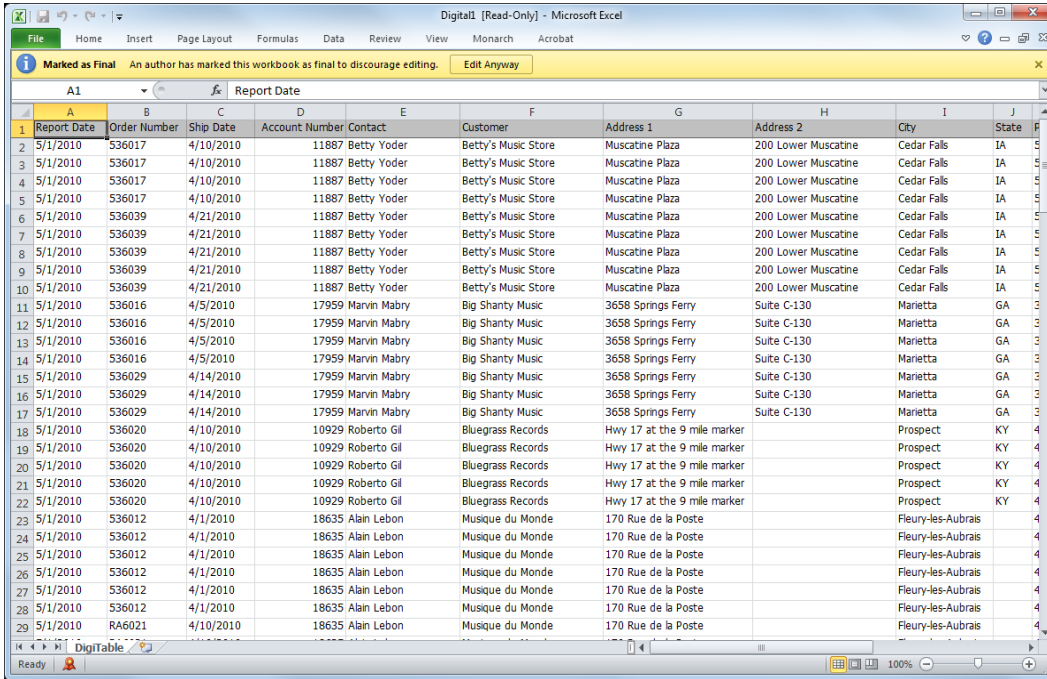 Digital1 [Read-Only] - Microsoft Excel
File Home Insert Page Layout Formulas Data Review View Monarch Acrobat
Marked as Final An author has marked this workbook as final to discourage editing. Edit Anyway
A1 fx Report Date
A B C D E F G H I J
1 Report Date Order Number Ship Date Account Number Contact Customer Address 1 Address 2 City State
2 5/1/2010 536017 4/10/2010 11887 Betty Yoder Betty's Music Store Muscatine Plaza 200 Lower Muscatine Cedar Falls IA 5
3 5/1/2010 536017 4/10/2010 11887 Betty Yoder Betty's Music Store Muscatine Plaza 200 Lower Muscatine Cedar Falls IA 5
4 5/1/2010 536017 4/10/2010 11887 Betty Yoder Betty's Music Store Muscatine Plaza 200 Lower Muscatine Cedar Falls IA 5
5 5/1/2010 536017 4/10/2010 11887 Betty Yoder Betty's Music Store Muscatine Plaza 200 Lower Muscatine Cedar Falls IA 5
6 5/1/2010 536039 4/21/2010 11887 Betty Yoder Betty's Music Store Muscatine Plaza 200 Lower Muscatine Cedar Falls IA 5
7 5/1/2010 536039 4/21/2010 11887 Betty Yoder Betty's Music Store Muscatine Plaza 200 Lower Muscatine Cedar Falls IA 5
8 5/1/2010 536039 4/21/2010 11887 Betty Yoder Betty's Music Store Muscatine Plaza 200 Lower Muscatine Cedar Falls IA 5
9 5/1/2010 536039 4/21/2010 11887 Betty Yoder Betty's Music Store Muscatine Plaza 200 Lower Muscatine Cedar Falls IA 5
10 5/1/2010 536039 4/21/2010 11887 Betty Yoder Betty's Music Store Muscatine Plaza 200 Lower Muscatine Cedar Falls IA 5
11 5/1/2010 536016 4/5/2010 17959 Marvin Mabry Big Shanty Music 3658 Springs Ferry Suite C-130 Marietta GA 3
12 5/1/2010 536016 4/5/2010 17959 Marvin Mabry Big Shanty Music 3658 Springs Ferry Suite C-130 Marietta GA 3
13 5/1/2010 536016 4/5/2010 17959 Marvin Mabry Big Shanty Music 3658 Springs Ferry Suite C-130 Marietta GA 3
14 5/1/2010 536016 4/5/2010 17959 Marvin Mabry Big Shanty Music 3658 Springs Ferry Suite C-130 Marietta GA 3
15 5/1/2010 536029 4/14/2010 17959 Marvin Mabry Big Shanty Music 3658 Springs Ferry Suite C-130 Marietta GA 3
16 5/1/2010 536029 4/14/2010 17959 Marvin Mabry Big Shanty Music 3658 Springs Ferry Suite C-130 Marietta GA 3
17 5/1/2010 536029 4/14/2010 17959 Marvin Mabry Big Shanty Music 3658 Springs Ferry Suite C-130 Marietta GA 3
18 5/1/2010 536020 4/10/2010 10929 Roberto Gil Bluegrass Records Hwy 17 at the 9 mile marker Prospect KY 4
19 5/1/2010 536020 4/10/2010 10929 Roberto Gil Bluegrass Records Hwy 17 at the 9 mile marker Prospect KY 4
20 5/1/2010 536020 4/10/2010 10929 Roberto Gil Bluegrass Records Hwy 17 at the 9 mile marker Prospect KY 4
21 5/1/2010 536020 4/10/2010 10929 Roberto Gil Bluegrass Records Hwy 17 at the 9 mile marker Prospect KY 4
22 5/1/2010 536020 4/10/2010 10929 Roberto Gil Bluegrass Records Hwy 17 at the 9 mile marker Prospect KY 4
23 5/1/2010 536012 4/1/2010 18635 Alain Lebon Musique du Monde 170 Rue de la Poste Fleury-les-Aubrais 4
24 5/1/2010 536012 4/1/2010 18635 Alain Lebon Musique du Monde 170 Rue de la Poste Fleury-les-Aubrais 4
25 5/1/2010 536012 4/1/2010 18635 Alain Lebon Musique du Monde 170 Rue de la Poste Fleury-les-Aubrais 4
26 5/1/2010 536012 4/1/2010 18635 Alain Lebon Musique du Monde 170 Rue de la Poste Fleury-les-Aubrais 4
27 5/1/2010 536012 4/1/2010 18635 Alain Lebon Musique du Monde 170 Rue de la Poste Fleury-les-Aubrais 4
28 5/1/2010 536012 4/1/2010 18635 Alain Lebon Musique du Monde 170 Rue de la Poste Fleury-les-Aubrais 4
29 5/1/2010 RA6021 4/10/2010 18635 Alain Lebon Musique du Monde 170 Rue de la Poste Fleury-les-Aubrais 4
DigiTable
Ready 100%